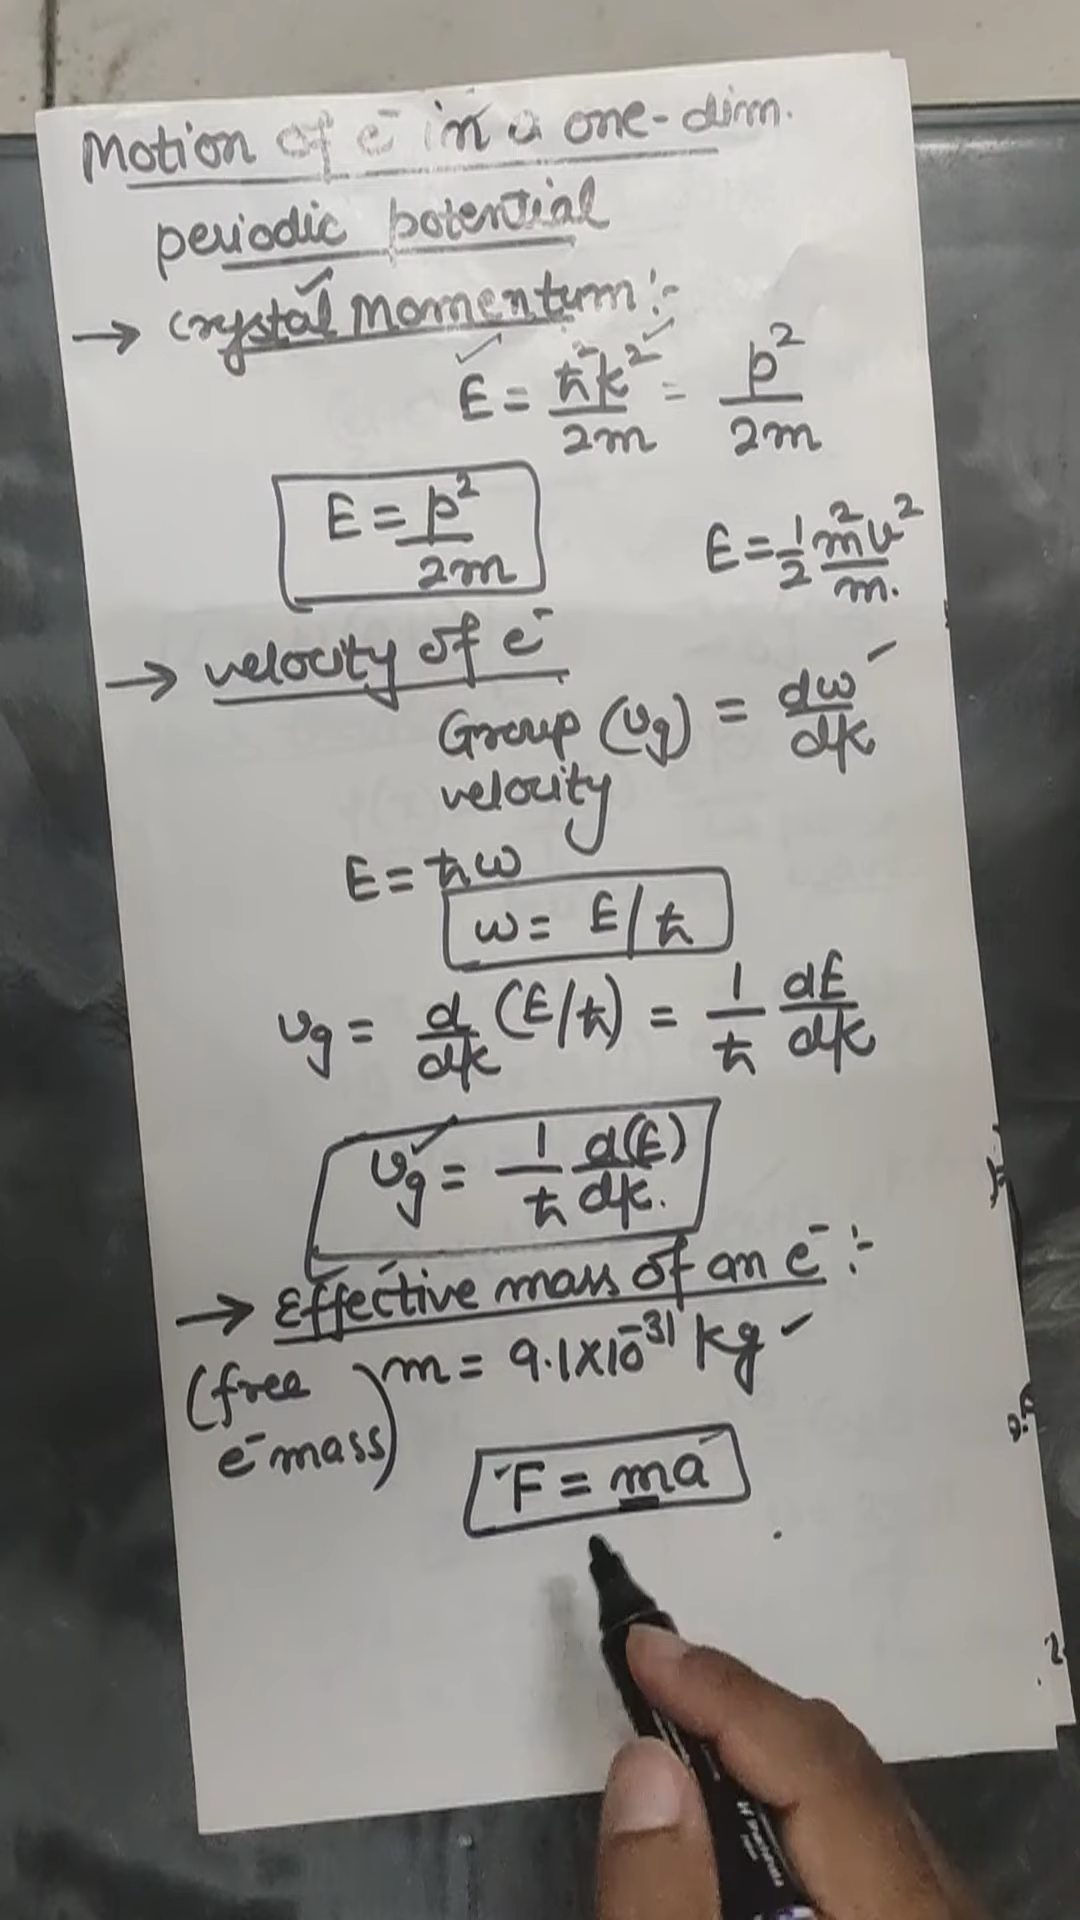 Motion of e⁻ in a one-dim.
periodic potential
→ Crystal Momentum:-
E = ħ²k²/2m = p²/2m
E = p²/2m
E = 1/2 m²v²/m.
→ velocity of e⁻
Group (vg) = dω/dk
velocity
E = ħω
ω = E/ħ
vg = d/dk (E/ħ) = 1/ħ dE/dk
vg = 1/ħ d(E)/dk.
→ Effective mass of an e⁻ :-
(free e⁻ mass) m = 9.1×10⁻³¹ kg
F = ma